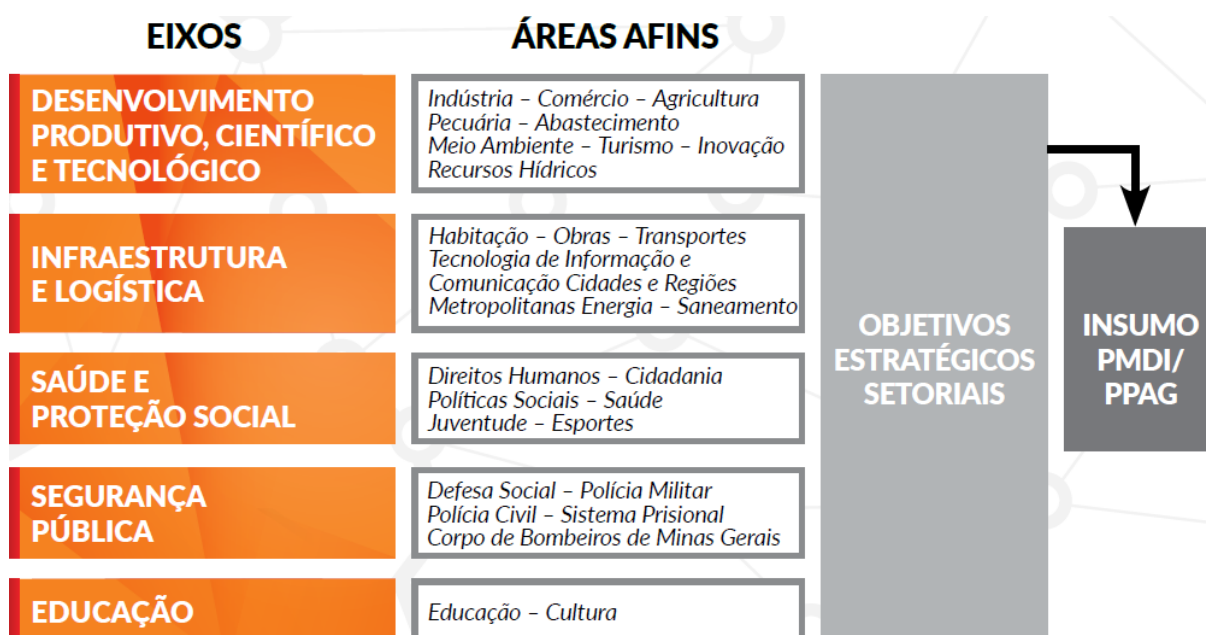 EIXOS
ÁREAS AFINS
DESENVOLVIMENTO
PRODUTIVO, CIENTÍFICO
E TECNOLÓGICO
Indústria – Comércio – Agricultura
Pecuária – Abastecimento
Meio Ambiente – Turismo – Inovação
Recursos Hídricos
INFRAESTRUTURA
E LOGÍSTICA
Habitação – Obras – Transportes
Tecnologia de Informação e
Comunicação Cidades e Regiões
Metropolitanas Energia – Saneamento
SAÚDE E
PROTEÇÃO SOCIAL
Direitos Humanos – Cidadania
Políticas Sociais – Saúde
Juventude – Esportes
SEGURANÇA
PÚBLICA
Defesa Social – Polícia Militar
Polícia Civil – Sistema Prisional
Corpo de Bombeiros de Minas Gerais
EDUCAÇÃO
Educação – Cultura
OBJETIVOS
ESTRATÉGICOS
SETORIAIS
INSUMO
PMDI/
PPAG